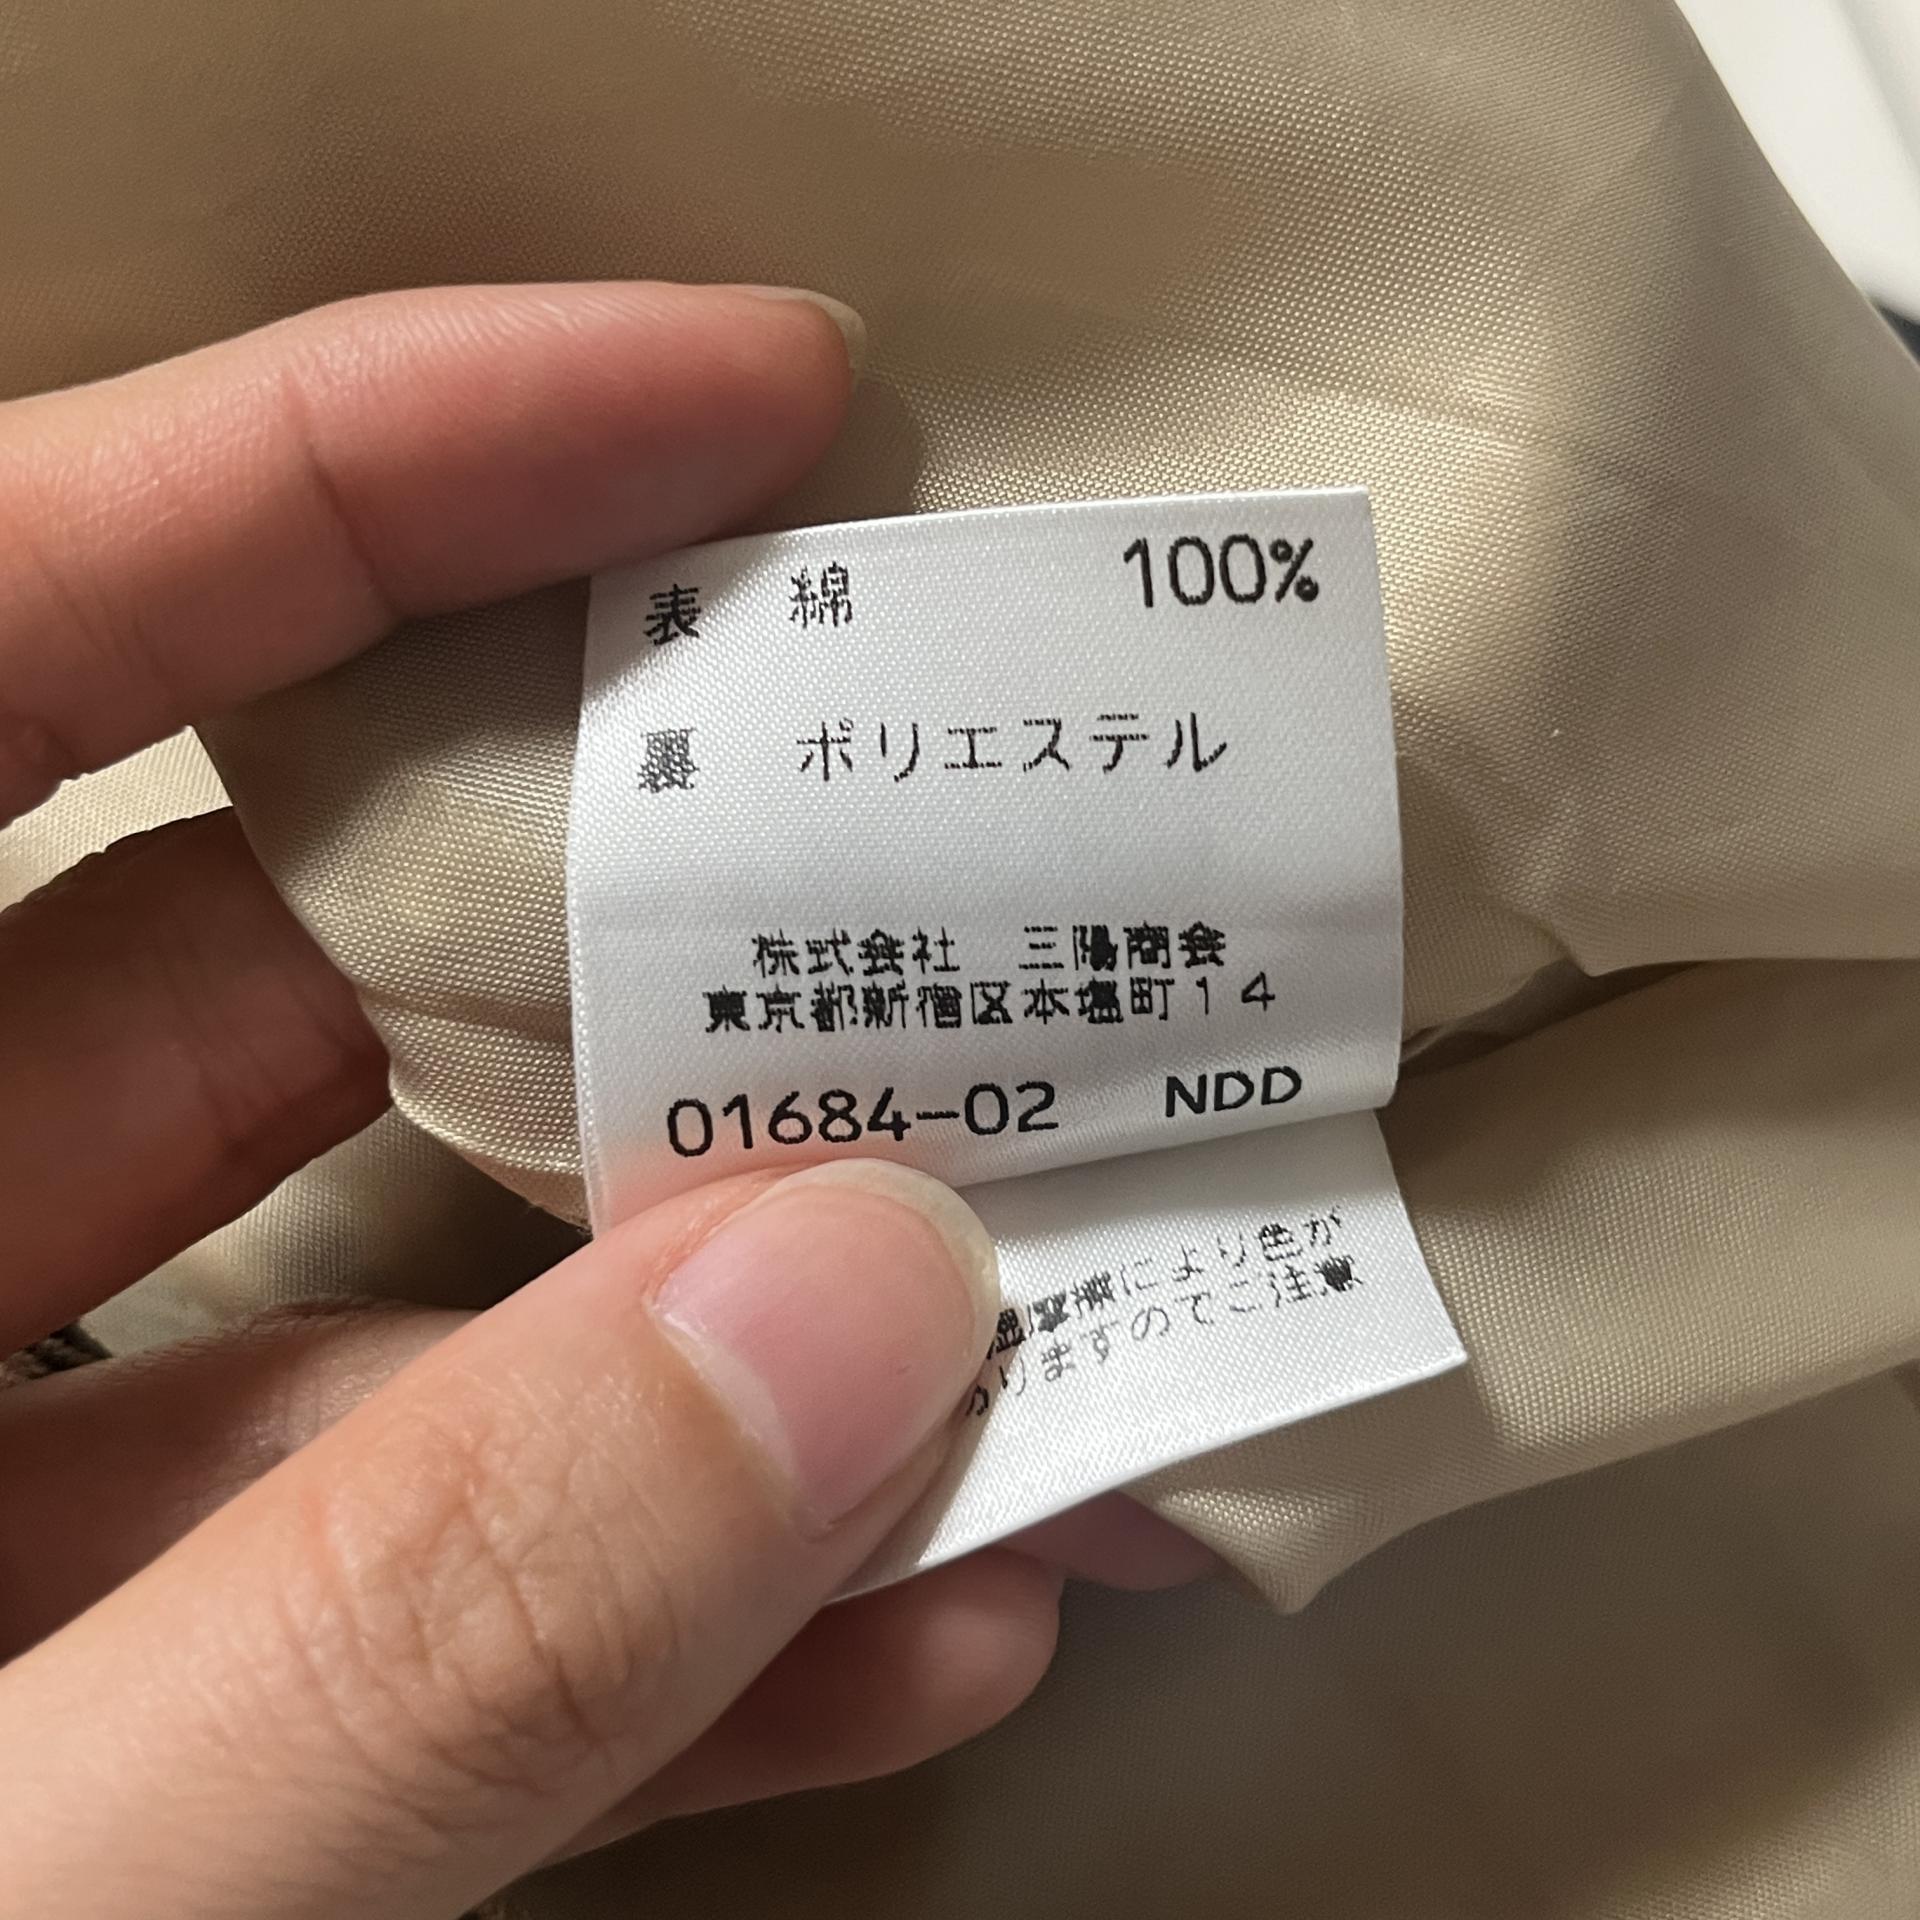 表 綿 100%
裏 ポリエステル
株式会社 三陽商会
東京都新宿区本塩町14
01684-02 NDD
により色が
りますのでご注意